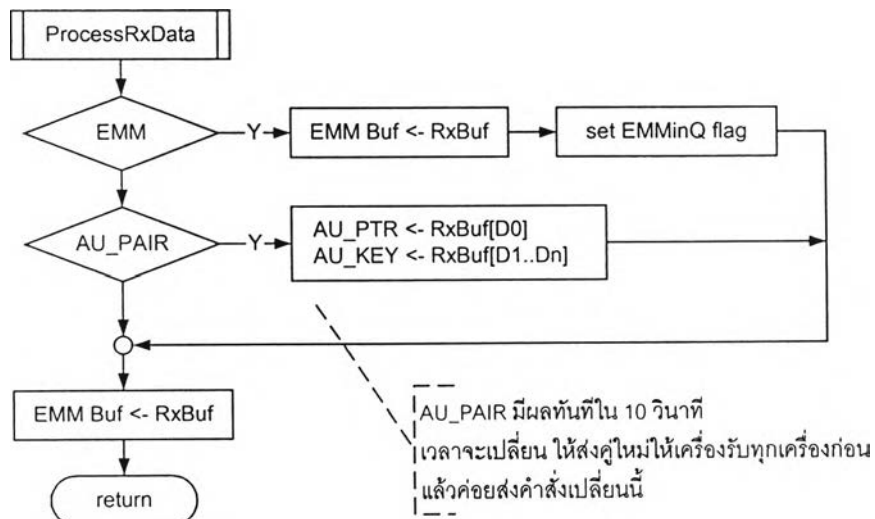 ProcessRxData
EMM
Y
EMM Buf <- RxBuf
set EMMinQ flag
AU_PAIR
Y
AU_PTR <- RxBuf[D0]
AU_KEY <- RxBuf[D1..Dn]
EMM Buf <- RxBuf
return
AU_PAIR มีผลทันทีใน 10 วินาที
เวลาจะเปลี่ยน ให้ส่งคู่ใหม่ให้เครื่องรับทุกเครื่องก่อน
แล้วค่อยส่งคำสั่งเปลี่ยนนี้